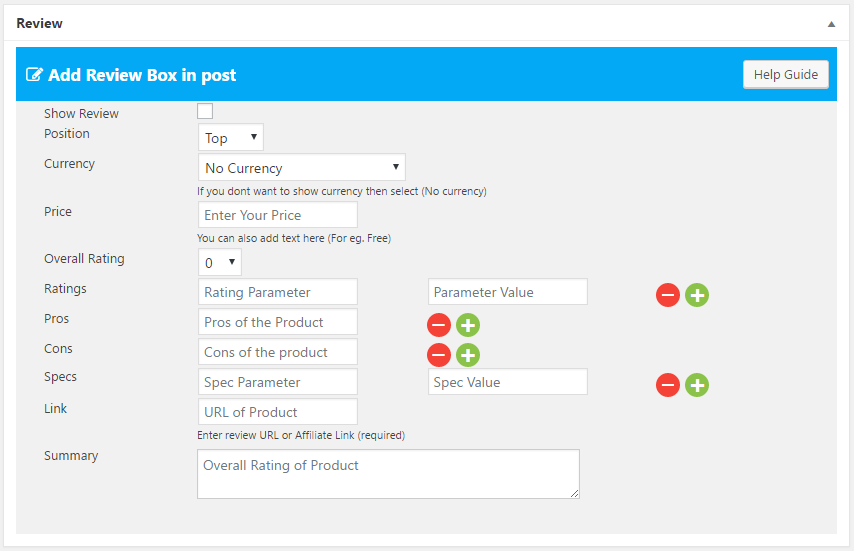 Review
Add Review Box in post
Help Guide
Show Review
Position
Top
Currency
No Currency
If you dont want to show currency then select (No currency)
Price
Enter Your Price
You can also add text here (For eg. Free)
Overall Rating
0
Ratings
Rating Parameter
Parameter Value
Pros
Pros of the Product
Cons
Cons of the product
Specs
Spec Parameter
Spec Value
Link
URL of Product
Enter review URL or Affiliate Link (required)
Summary
Overall Rating of Product